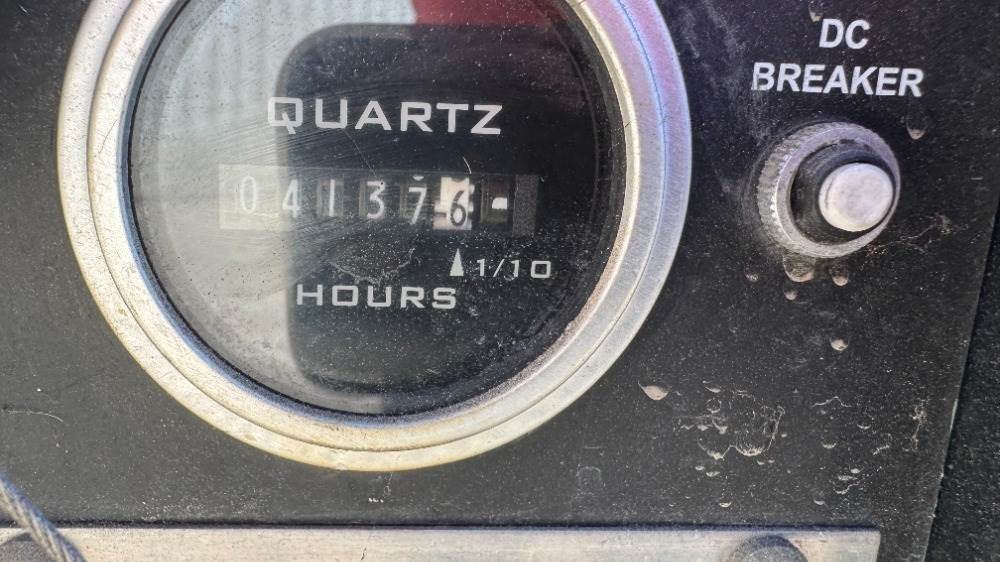 DC
BREAKER
QUARTZ
041376
1/10
HOURS